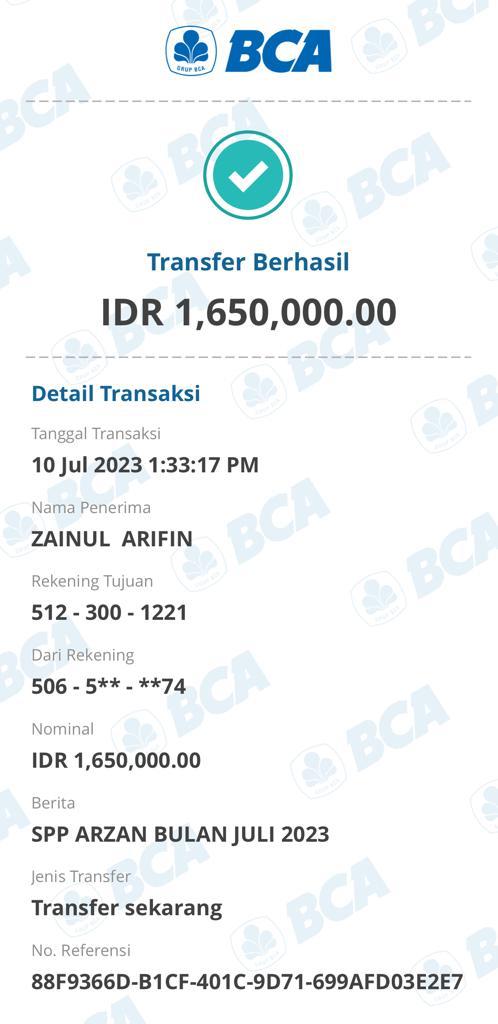 GRUP BCA
BCA
Transfer Berhasil
IDR 1,650,000.00
Detail Transaksi
Tanggal Transaksi
10 Jul 2023 1:33:17 PM
Nama Penerima
ZAINUL ARIFIN
Rekening Tujuan
512 - 300 - 1221
Dari Rekening
506 - 5** - **74
Nominal
IDR 1,650,000.00
Berita
SPP ARZAN BULAN JULI 2023
Jenis Transfer
Transfer sekarang
No. Referensi
88F9366D-B1CF-401C-9D71-699AFD03E2E7